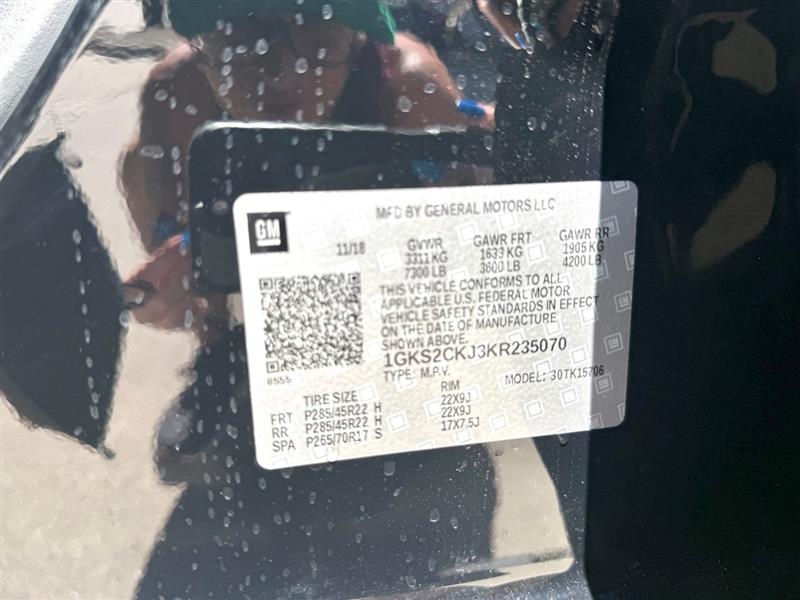 MFD BY GENERAL MOTORS LLC
GM
11/18 GVWR GAWR FRT GAWR RR
3311 KG 1633 KG 1905 KG
7300 LB 3600 LB 4200 LB
THIS VEHICLE CONFORMS TO ALL
APPLICABLE U.S. FEDERAL MOTOR
VEHICLE SAFETY STANDARDS IN EFFECT
ON THE DATE OF MANUFACTURE
SHOWN ABOVE.
1GKS2CKJ3KR235070
8555
TYPE: M.P.V. MODEL: 30TK15706
TIRE SIZE RIM
FRT P285/45R22 H 22X9J
RR P285/45R22 H 22X9J
SPA P265/70R17 S 17X7.5J